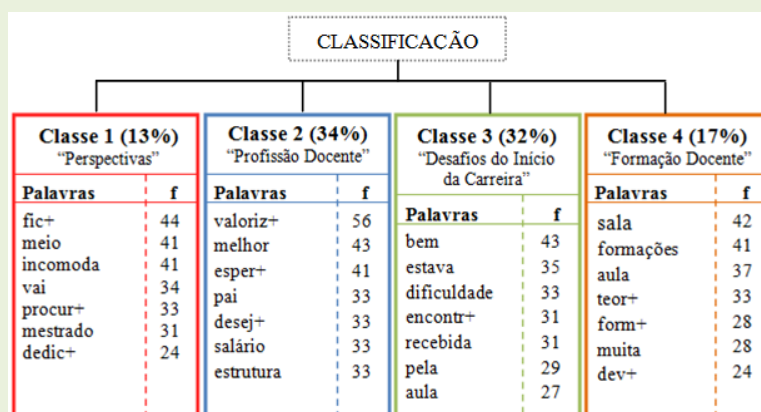 CLASSIFICAÇÃO
Classe 1 (13%)
“Perspectivas”
Palavras f
fic+ 44
meio 41
incomoda 41
vai 34
procur+ 33
mestrado 31
dedic+ 24
Classe 2 (34%)
“Profissão Docente”
Palavras f
valoriz+ 56
melhor 43
esper+ 41
pai 33
desej+ 33
salário 33
estrutura 33
Classe 3 (32%)
“Desafios do Início
da Carreira”
Palavras f
bem 43
estava 35
dificuldade 33
encontr+ 31
recebida 31
pela 29
aula 27
Classe 4 (17%)
“Formação Docente”
Palavras f
sala 42
formações 41
aula 37
teor+ 33
form+ 28
muita 28
dev+ 24